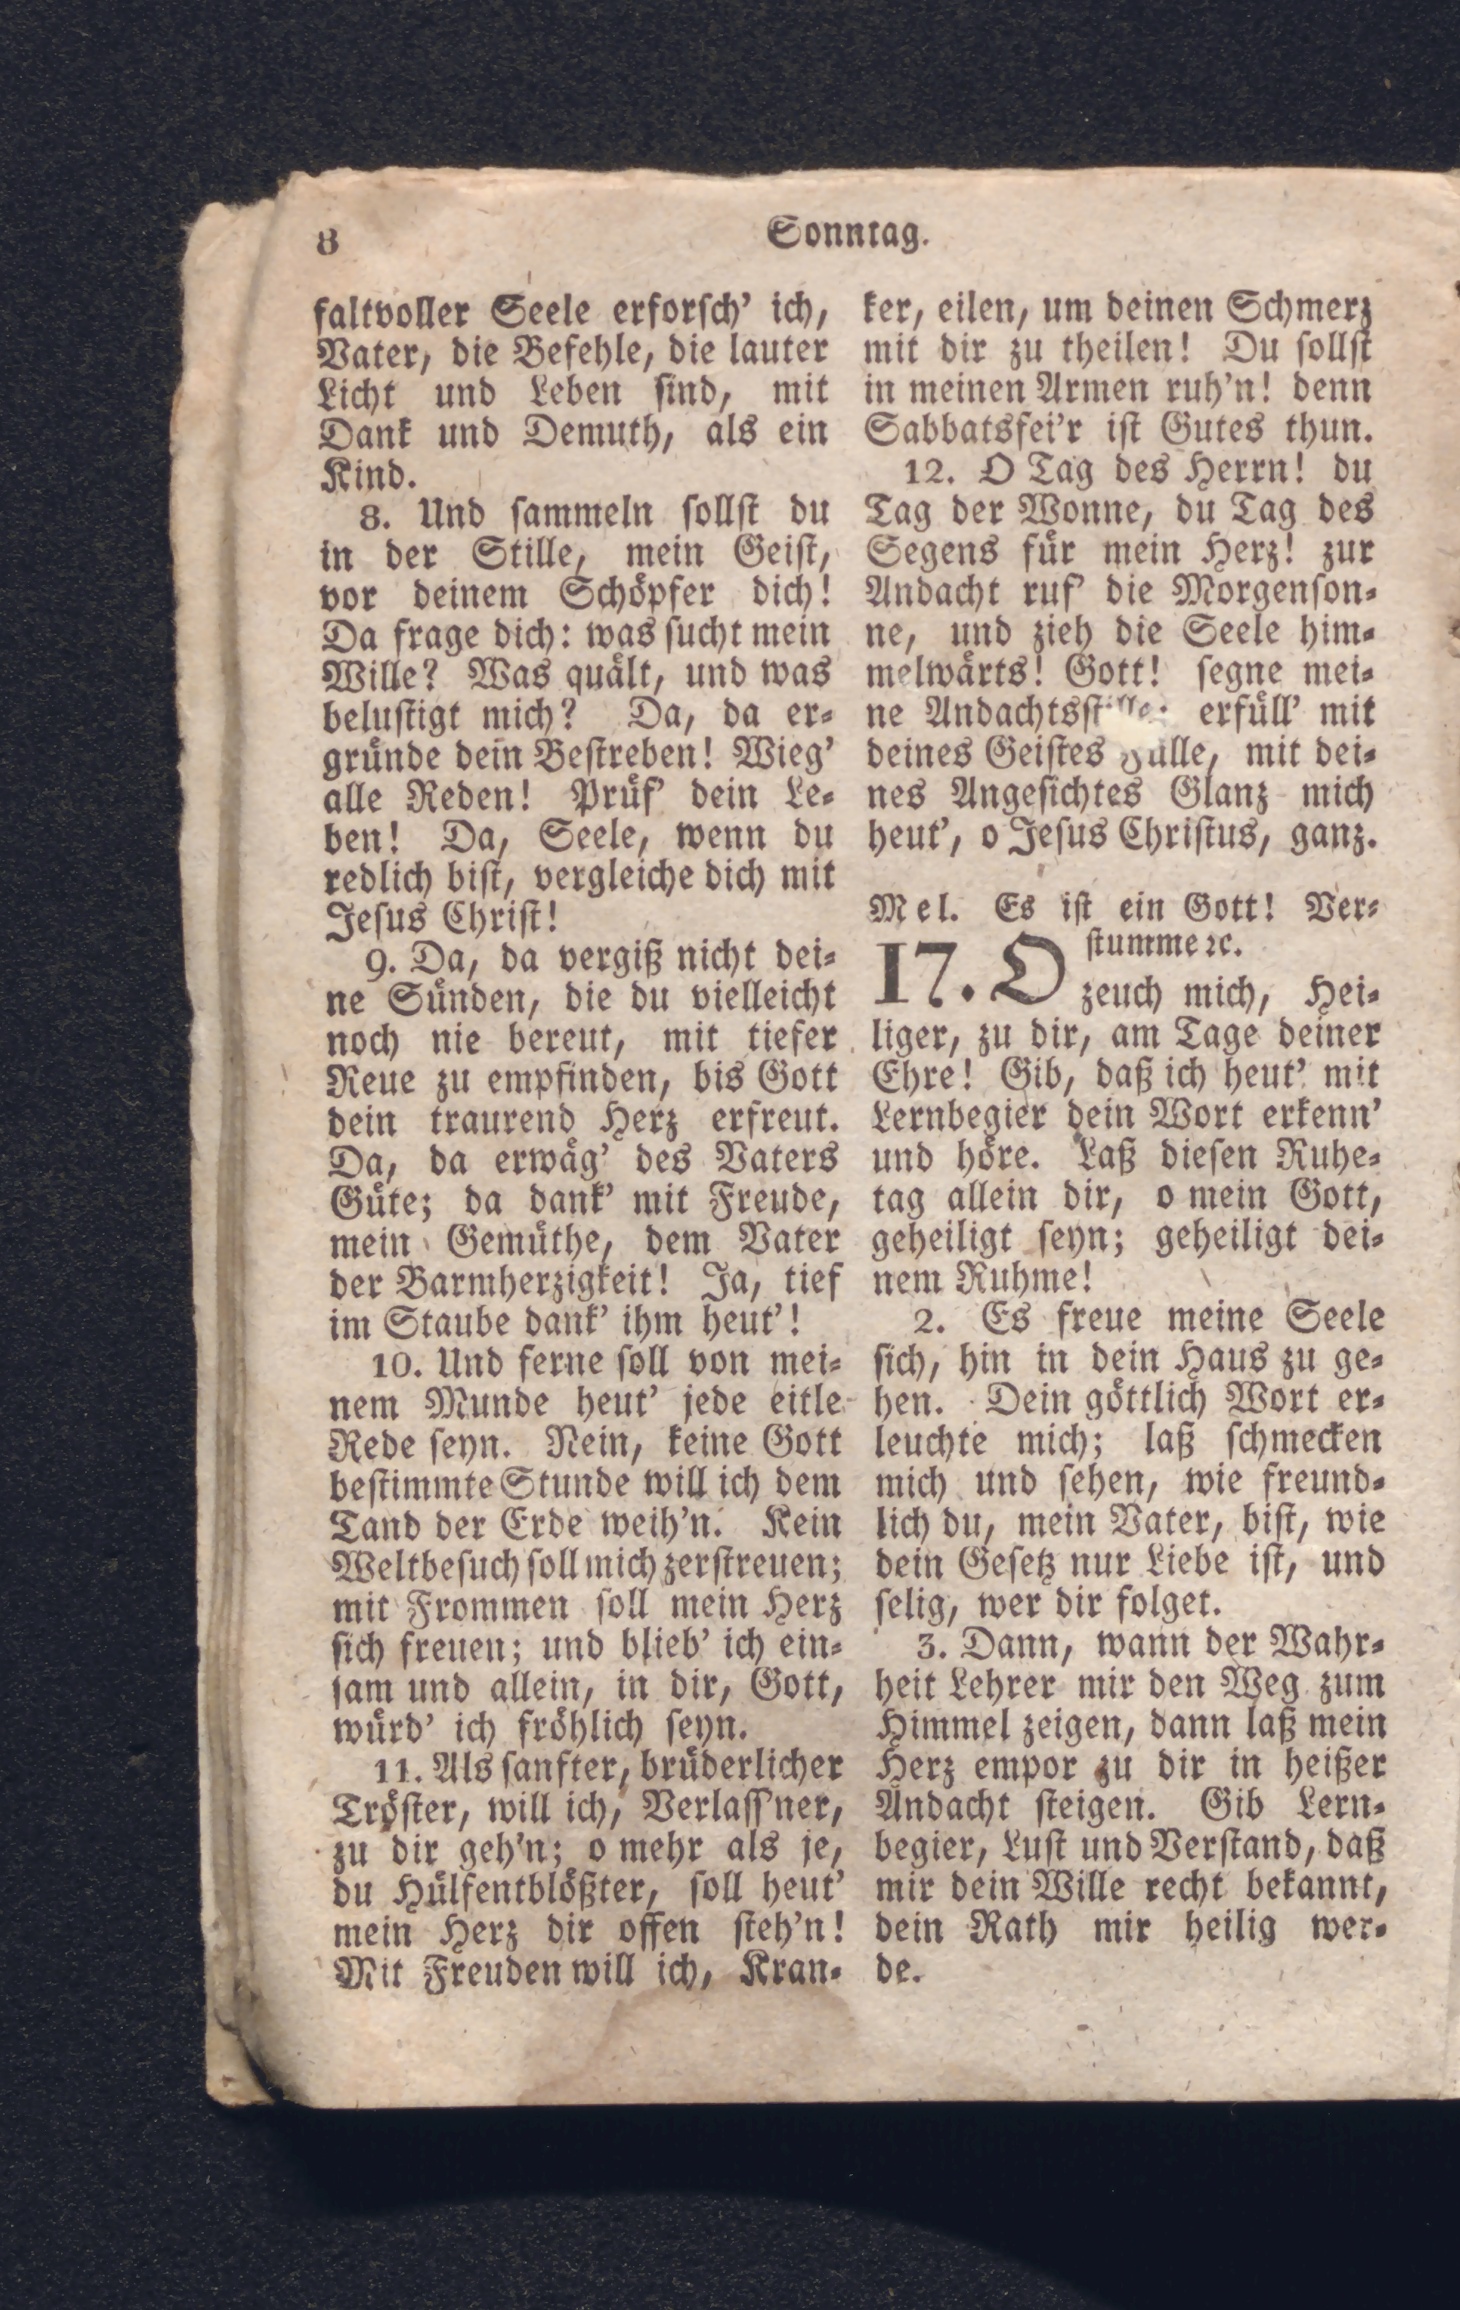 8
Sonntag.
faltvoller Seele erforsch' ich,
Vater, die Befehle, die lauter
Licht und Leben sind, mit
Dank und Demuth, als ein
Kind.
8. Und sammeln sollst du
in der Stille, mein Geist,
vor deinem Schöpfer dich!
Da frage dich: was sucht mein
Wille? Was quält, und was
belustigt mich? Da, da er-
gründe dein Bestreben! Wieg'
alle Reden! Prüf' dein Le-
ben! Da, Seele, wenn du
redlich bist, vergleiche dich mit
Jesus Christ!
9. Da, da vergiß nicht dei-
ne Sünden, die du vielleicht
noch nie bereut, mit tiefer
Reue zu empfinden, bis Gott
dein traurend Herz erfreut.
Da, da erwäg' des Vaters
Güte; da dank' mit Freude,
mein Gemüthe, dem Vater
der Barmherzigkeit! Ja, tief
im Staube dank' ihm heut'!
10. Und ferne soll von mei-
nem Munde heut' jede eitle
Rede seyn. Nein, keine Gott
bestimmte Stunde will ich dem
Tand der Erde weih'n. Kein
Weltbesuch soll mich zerstreuen;
mit Frommen soll mein Herz
sich freuen; und blieb' ich ein-
sam und allein, in dir, Gott,
würd' ich fröhlich seyn.
11. Als sanfter, brüderlicher
Tröster, will ich, Verlass'ner,
zu dir geh'n; o mehr als je,
du Hülfentblößter, soll heut'
mein Herz dir offen steh'n!
Mit Freuden will ich, Kran-
ker, eilen, um deinen Schmerz
mit dir zu theilen! Du sollst
in meinen Armen ruh'n! denn
Sabbatsfei'r ist Gutes thun.
12. O Tag des Herrn! du
Tag der Wonne, du Tag des
Segens für mein Herz! zur
Andacht ruf' die Morgenson-
ne, und zieh die Seele him-
melwärts! Gott! segne mei-
ne Andachtsstille; erfüll' mit
deines Geistes Fülle, mit dei-
nes Angesichtes Glanz mich
heut', o Jesus Christus, ganz.
Mel. Es ist ein Gott! Ver-
stumme ꝛc.
17. O zeuch mich, Hei-
liger, zu dir, am Tage deiner
Ehre! Gib, daß ich heut' mit
Lernbegier dein Wort erkenn'
und höre. Laß diesen Ruhe-
tag allein dir, o mein Gott,
geheiligt seyn; geheiligt dei-
nem Ruhme!
2. Es freue meine Seele
sich, hin in dein Haus zu ge-
hen. Dein göttlich Wort er-
leuchte mich; laß schmecken
mich und sehen, wie freund-
lich du, mein Vater, bist, wie
dein Gesetz nur Liebe ist, und
selig, wer dir folget.
3. Dann, wann der Wahr-
heit Lehrer mir den Weg zum
Himmel zeigen, dann laß mein
Herz empor zu dir in heißer
Andacht steigen. Gib Lern-
begier, Lust und Verstand, daß
mir dein Wille recht bekannt,
dein Rath mir heilig wer-
de.